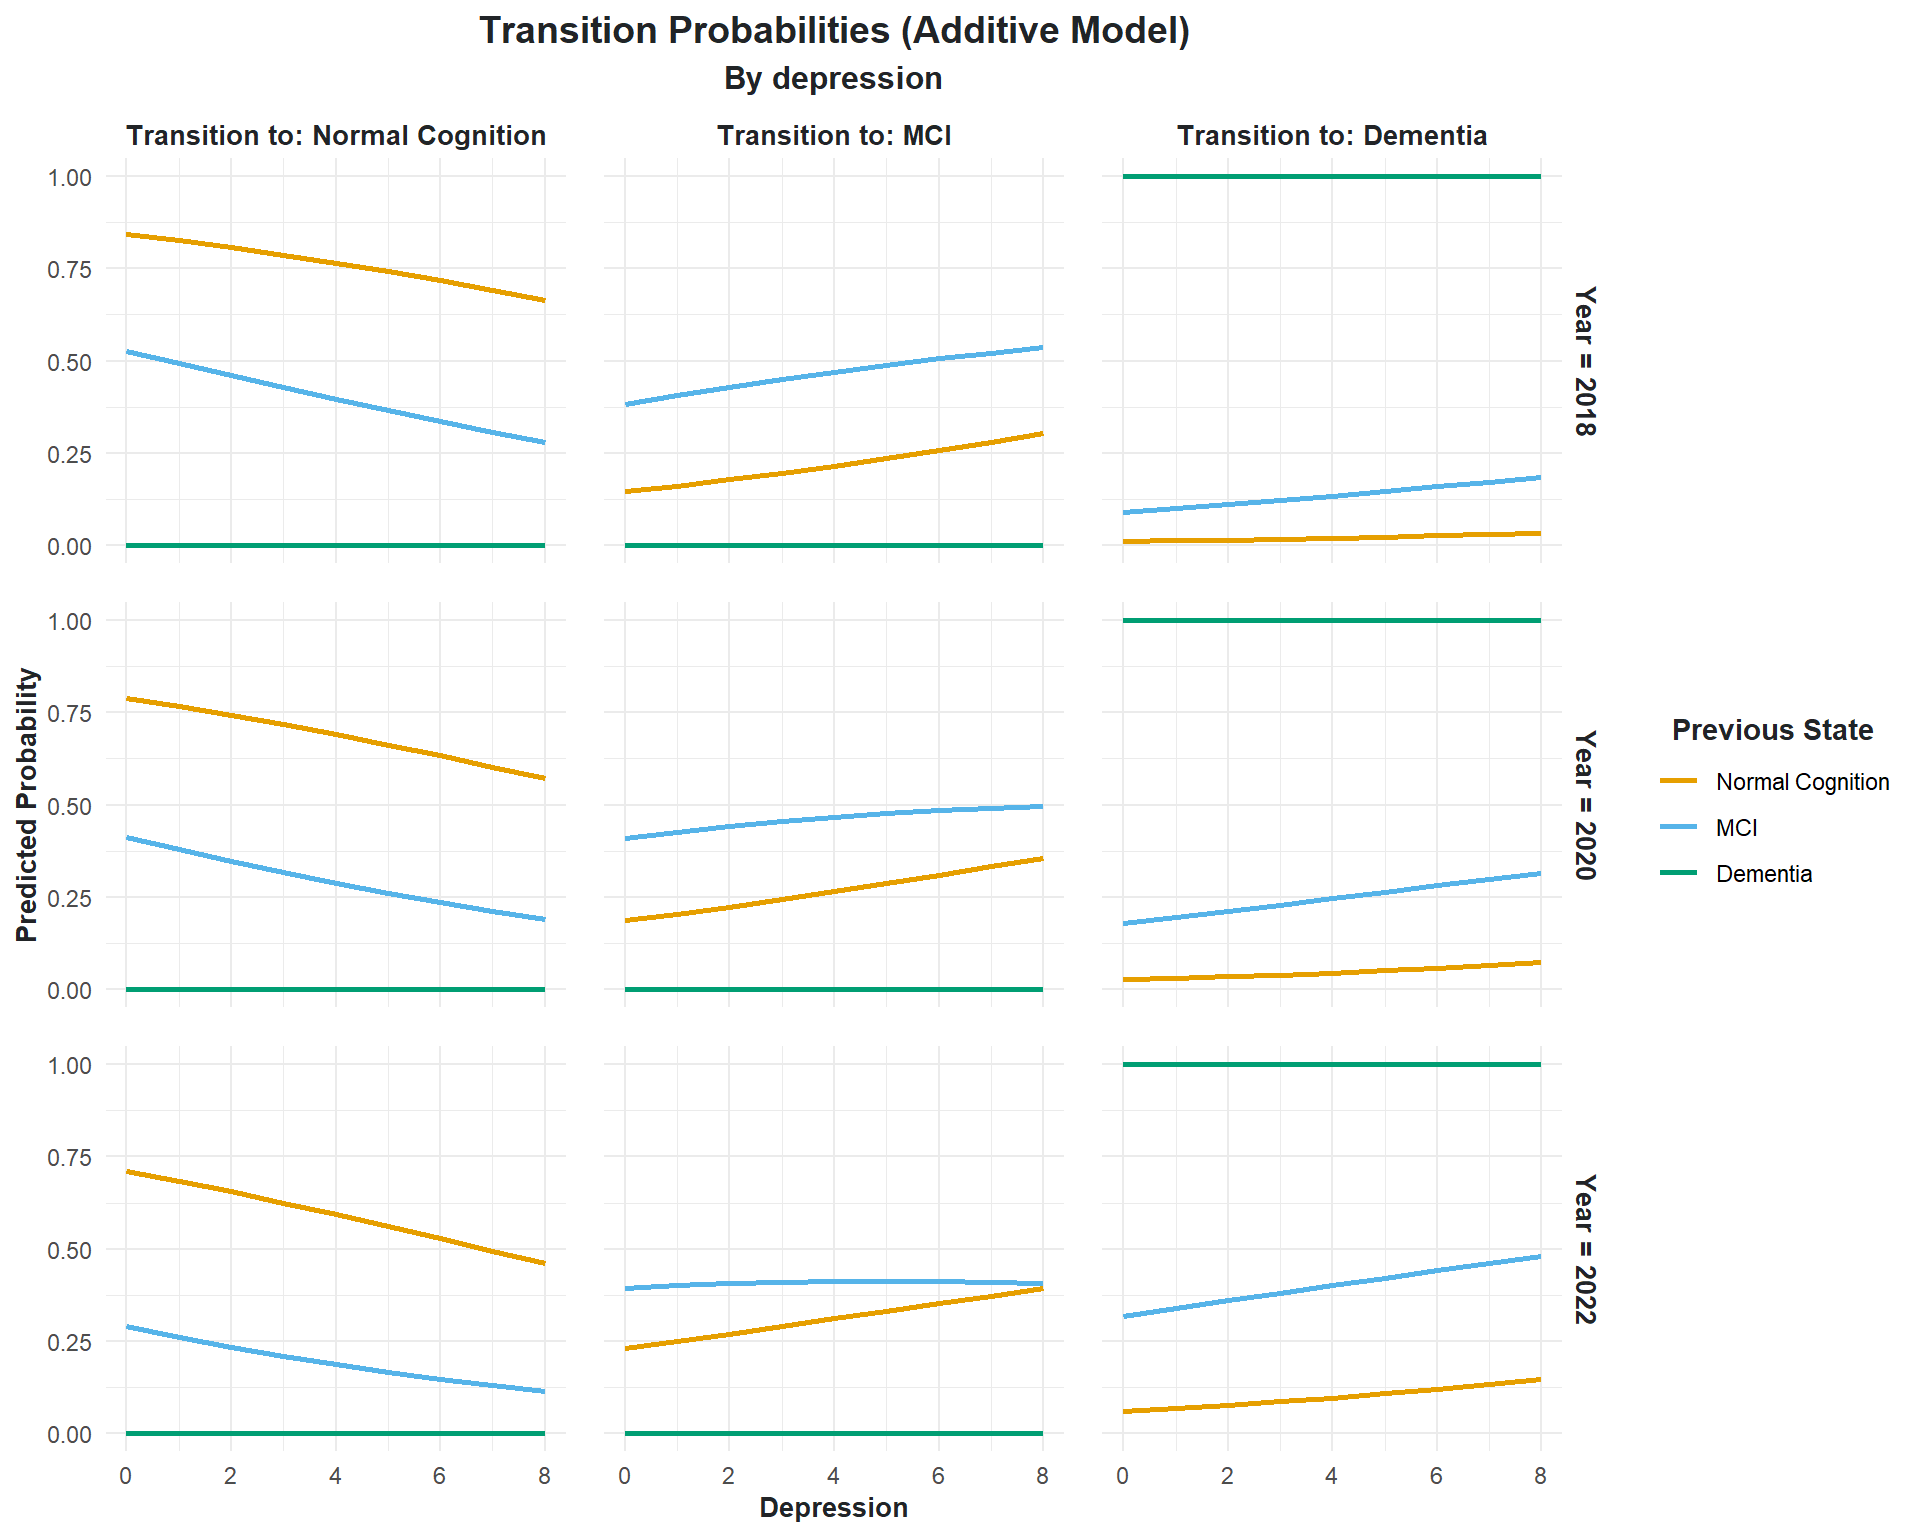 Transition Probabilities (Additive Model)
By depression
Transition to: Normal Cognition
Transition to: MCI
Transition to: Dementia
1.00
0.75
0.50
0.25
0.00
Year = 2018
1.00
0.75
0.50
0.25
0.00
Year = 2020
1.00
0.75
0.50
0.25
0.00
Year = 2022
Predicted Probability
0 2 4 6 8
0 2 4 6 8
0 2 4 6 8
Depression
Previous State
Normal Cognition
MCI
Dementia